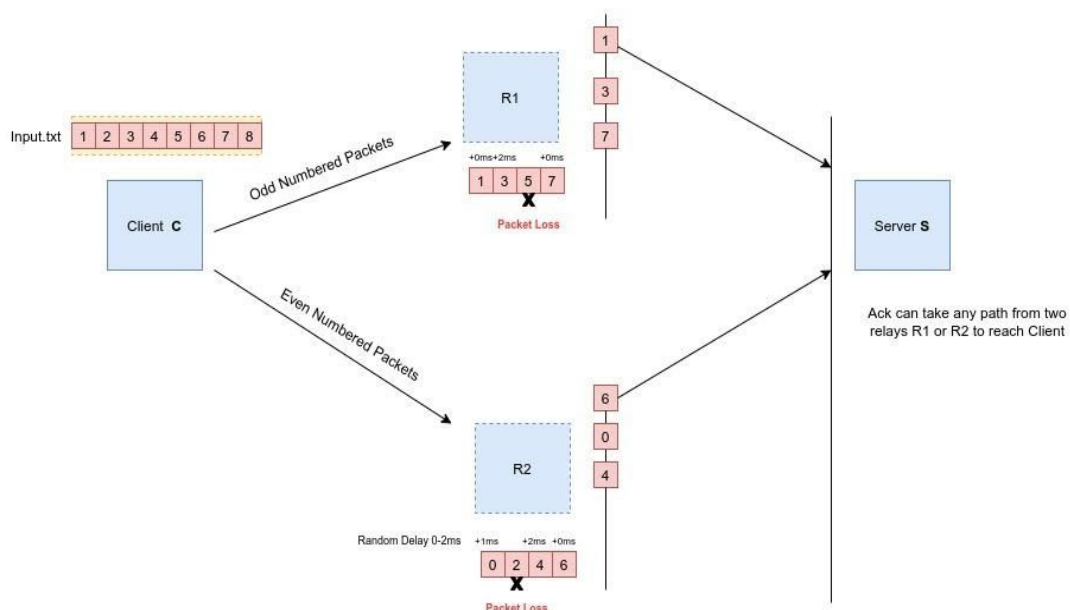 Input.txt
1 2 3 4 5 6 7 8
Client C
Odd Numbered Packets
Even Numbered Packets
R1
+0ms+2ms +0ms
1 3 5 7
X
Packet Loss
1
3
7
R2
Random Delay 0-2ms +1ms +2ms +0ms
0 2 4 6
X
Packet Loss
6
0
4
Server S
Ack can take any path from two
relays R1 or R2 to reach Client